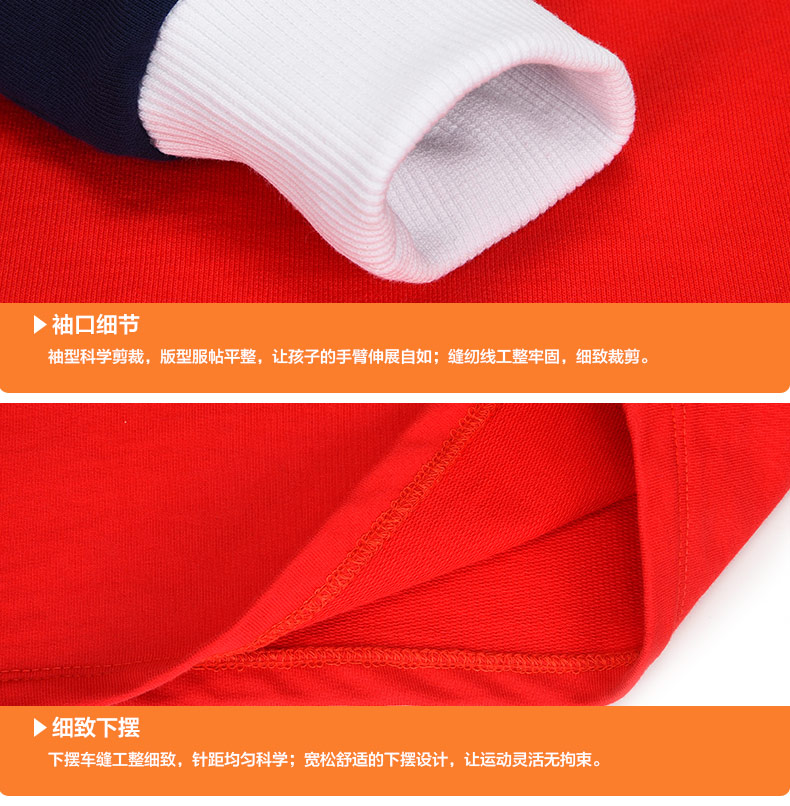 袖口细节
袖型科学剪裁，版型服帖平整，让孩子的手臂伸展自如；缝纫线工整牢固，细致裁剪。
细致下摆
下摆车缝工整细致，针距均匀科学；宽松舒适的下摆设计，让运动灵活无拘束。